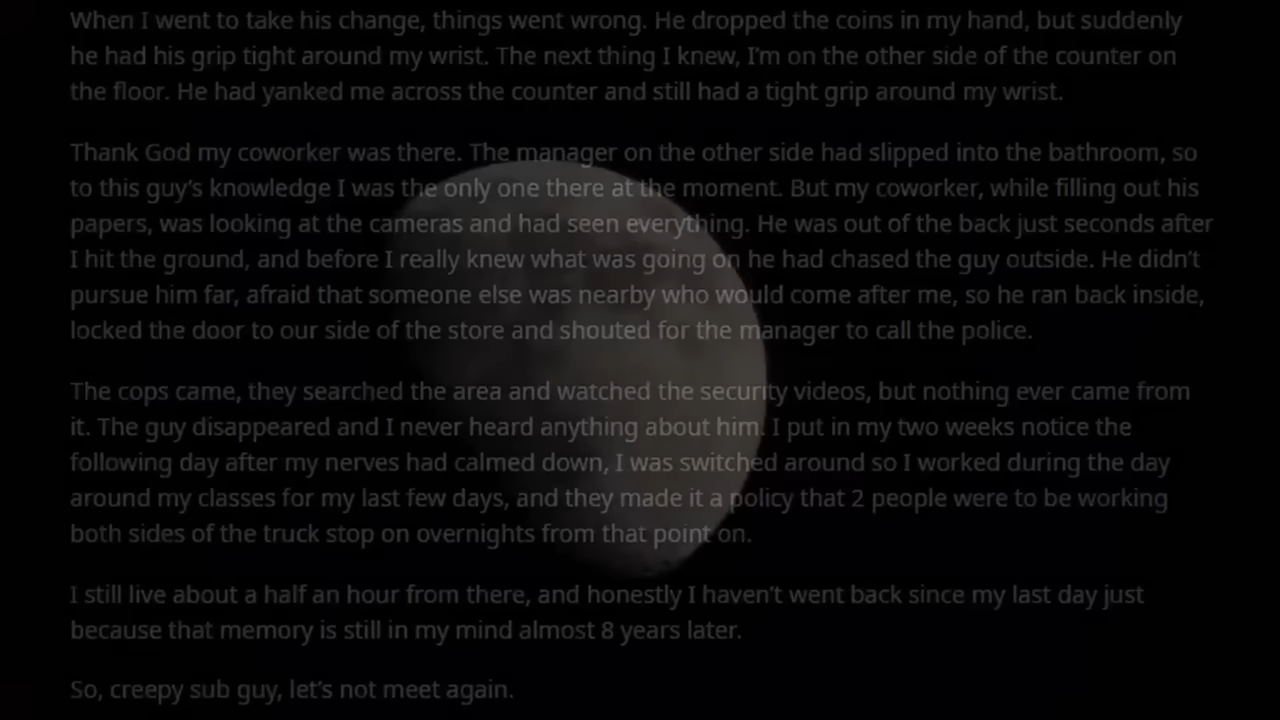 When I went to take his change, things went wrong. He dropped the coins in my hand, but suddenly
he had his grip tight around my wrist. The next thing I knew, I’m on the other side of the counter on
the floor. He had yanked me across the counter and still had a tight grip around my wrist.
Thank God my coworker was there. The manager on the other side had slipped into the bathroom, so
to this guy’s knowledge I was the only one there at the moment. But my coworker, while filling out his
papers, was looking at the cameras and had seen everything. He was out of the back just seconds after
I hit the ground, and before I really knew what was going on he had chased the guy outside. He didn’t
pursue him far, afraid that someone else was nearby who would come after me, so he ran back inside,
locked the door to our side of the store and shouted for the manager to call the police.
The cops came, they searched the area and watched the security videos, but nothing ever came from
it. The guy disappeared and I never heard anything about him. I put in my two weeks notice the
following day after my nerves had calmed down, I was switched around so I worked during the day
around my classes for my last few days, and they made it a policy that 2 people were to be working
both sides of the truck stop on overnights from that point on.
I still live about a half an hour from there, and honestly I haven’t went back since my last day just
because that memory is still in my mind almost 8 years later.
So, creepy sub guy, let’s not meet again.